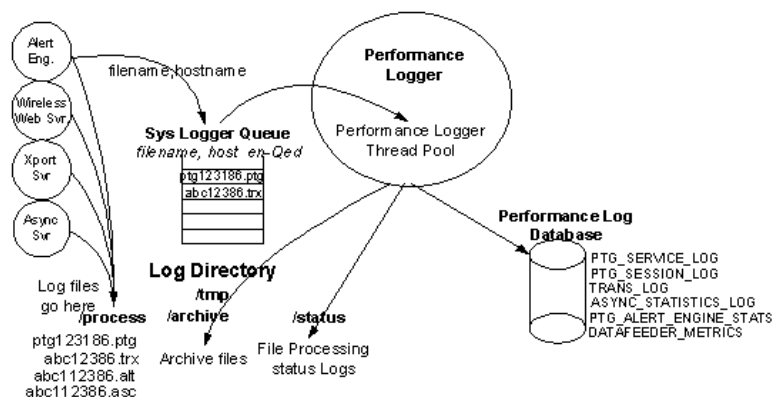 Alert
Eng.
Wireless
Web Svr.
Xport
Svr
Async
Svr
filename,hostname
Performance
Logger
Performance Logger
Thread Pool
Sys Logger Queue
filename, host en-Qed
ptg123186.ptg
abc12386.trx
Log Directory
/tmp
/archive
/status
Log files
go here
/process
ptg123186.ptg
abc12386.trx
abc112386.alt
abc112386.asc
Archive files
File Processing
status Logs
Performance Log
Database
PTG_SERVICE_LOG
PTG_SESSION_LOG
TRANS_LOG
ASYNC_STATISTICS_LOG
PTG_ALERT_ENGINE_STATS
DATAFEEDER_METRICS